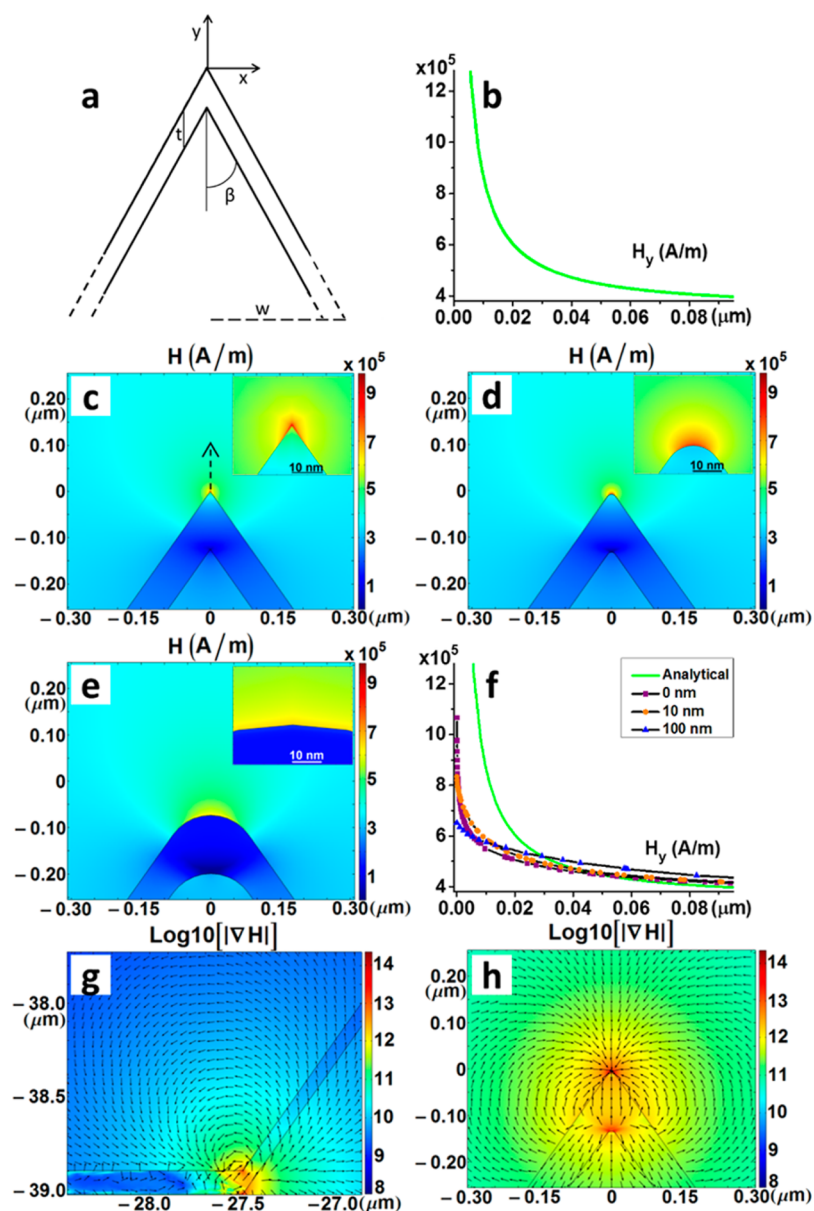 a
y
x
t
β
w
x10⁵
b
12
10
8
6
4
H_y (A/m)
0.00 0.02 0.04 0.06 0.08 (μm)
H (A/m)
x 10⁵
c
0.20
(μm)
0.10
0
−0.10
−0.20
−0.30 −0.15 0 0.15 0.30 (μm)
9
7
5
3
1
10 nm
H (A/m)
x 10⁵
d
0.20
(μm)
0.10
0
−0.10
−0.20
−0.30 −0.15 0 0.15 0.30 (μm)
9
7
5
3
1
10 nm
H (A/m)
x 10⁵
e
0.20
(μm)
0.10
0
−0.10
−0.20
−0.30 −0.15 0 0.15 0.30 (μm)
9
7
5
3
1
10 nm
x10⁵
f
12
10
8
6
4
Analytical
0 nm
10 nm
100 nm
H_y (A/m)
0.00 0.02 0.04 0.06 0.08 (μm)
Log10[|∇H|]
g
−38.0
(μm)
−38.5
−39.0
−28.0 −27.5 −27.0 (μm)
14
13
12
11
10
9
8
Log10[|∇H|]
h
0.20
(μm)
0.10
0
−0.10
−0.20
−0.30 −0.15 0 0.15 0.30 (μm)
14
13
12
11
10
9
8